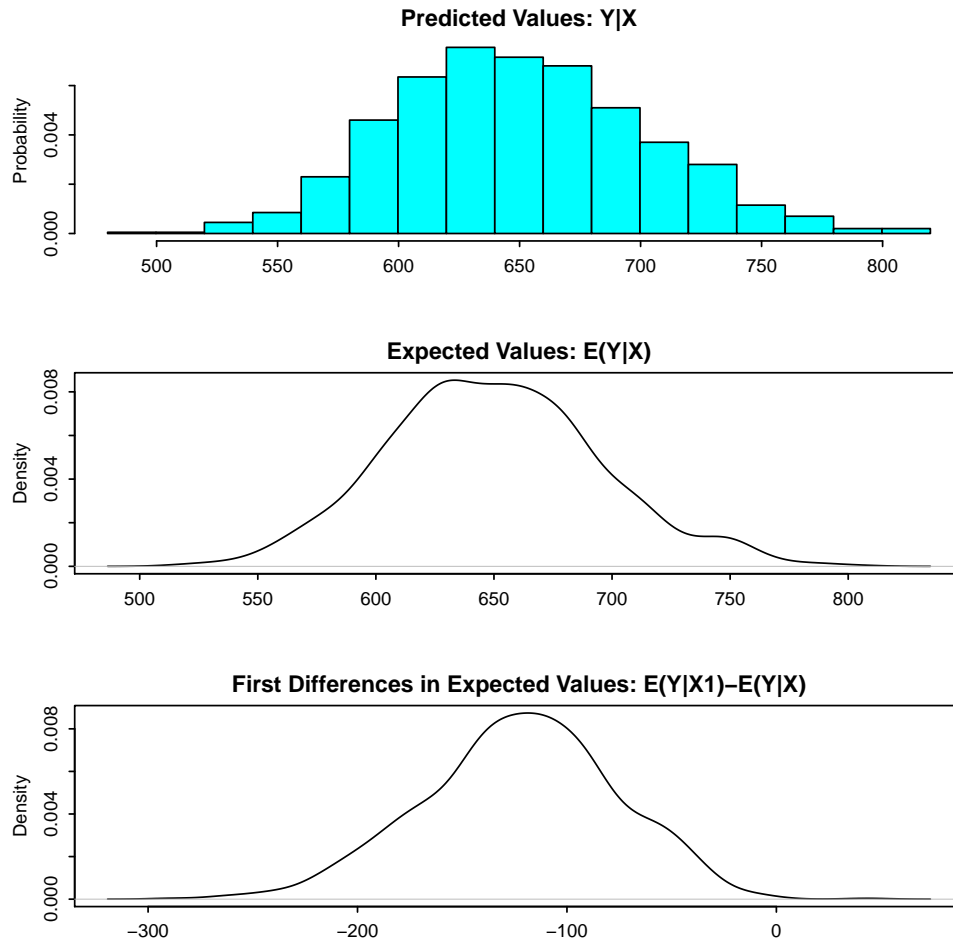 Predicted Values: Y|X
Probability
0.004
0.000
500 550 600 650 700 750 800
Expected Values: E(Y|X)
Density
0.008
0.004
0.000
500 550 600 650 700 750 800
First Differences in Expected Values: E(Y|X1)−E(Y|X)
Density
0.008
0.004
0.000
−300 −200 −100 0